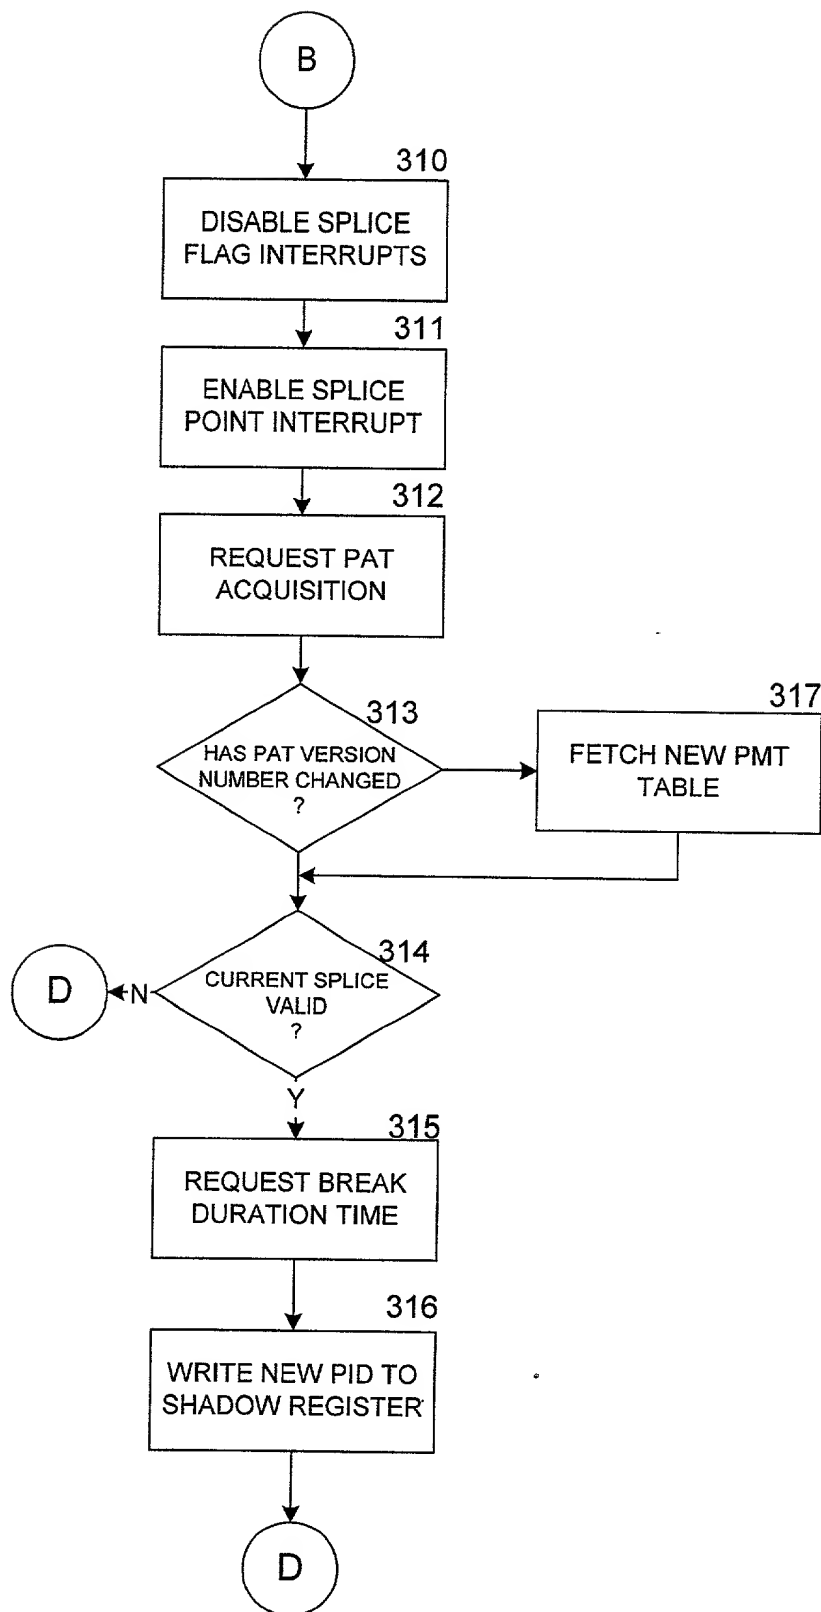 B
310
DISABLE SPLICE
FLAG INTERRUPTS
311
ENABLE SPLICE
POINT INTERRUPT
312
REQUEST PAT
ACQUISITION
313
HAS PAT VERSION
NUMBER CHANGED
?
317
FETCH NEW PMT
TABLE
314
CURRENT SPLICE
VALID
?
N
D
Y
315
REQUEST BREAK
DURATION TIME
316
WRITE NEW PID TO
SHADOW REGISTER
D